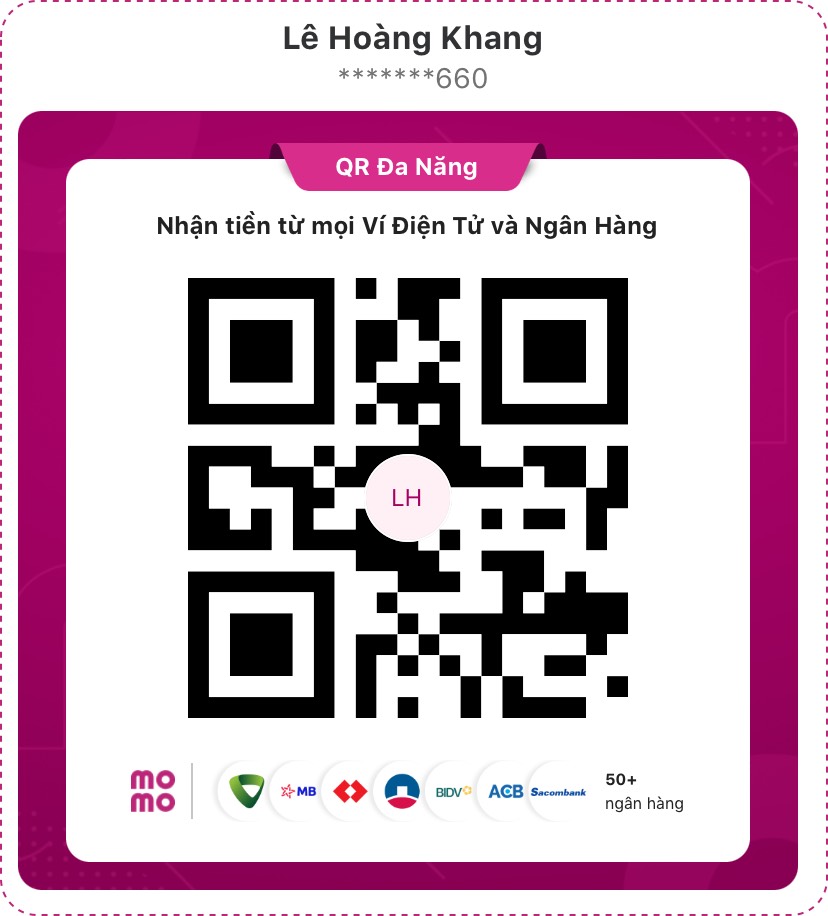 Lê Hoàng Khang
*******660
QR Đa Năng
Nhận tiền từ mọi Ví Điện Tử và Ngân Hàng
LH
mo
mo
MB
BIDV
ACB
Sacombank
50+
ngân hàng